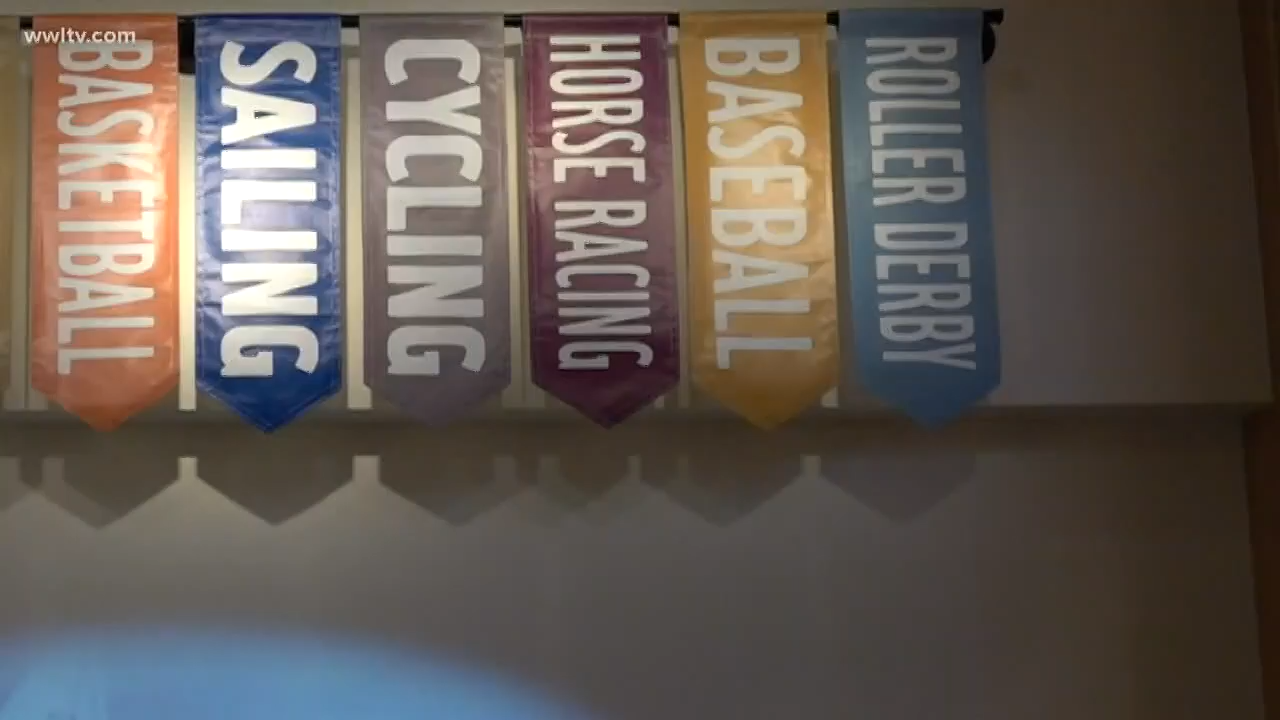 wwltv.com
BASKETBALL
SAILING
CYCLING
HORSE RACING
BASEBALL
ROLLER DERBY